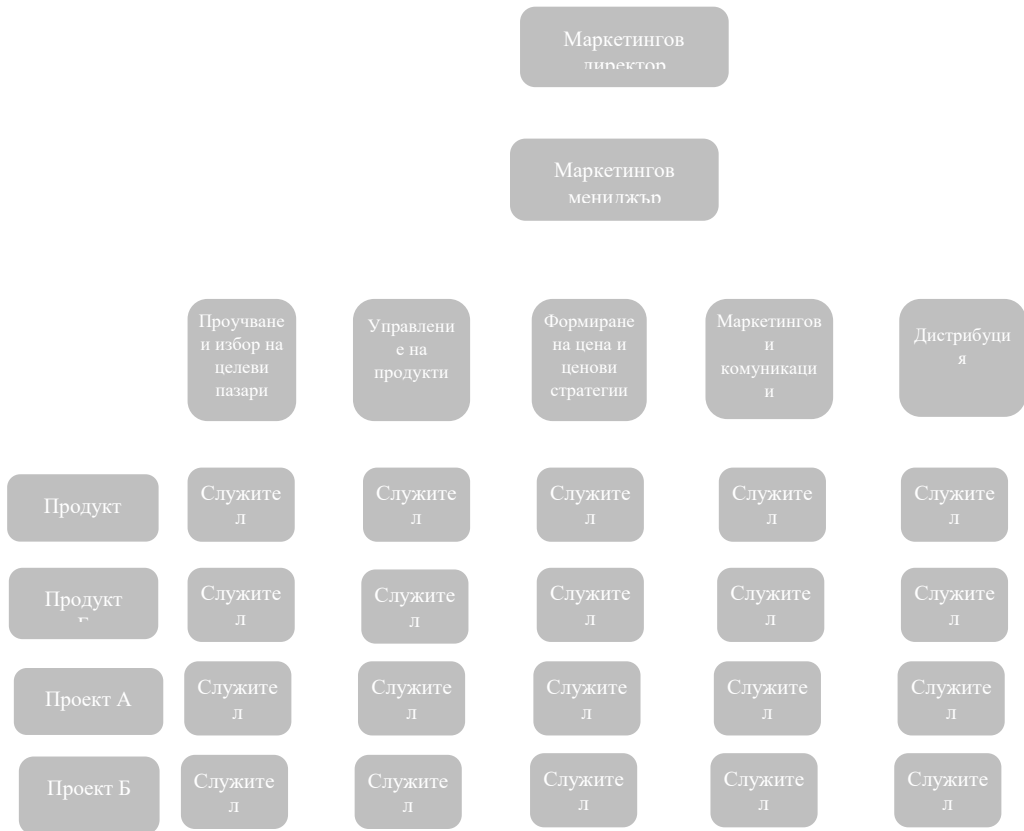 Маркетингов
директор
Маркетингов
мениджър
Проучване
и избор на
целеви
пазари
Управлени
е на
продукти
Формиране
на цена и
ценови
стратегии
Маркетингов
и
комуникаци
и
Дистрибуци
я
Продукт
Служите
л
Служите
л
Служите
л
Служите
л
Служите
л
Продукт
Служите
л
Служите
л
Служите
л
Служите
л
Служите
л
Проект А
Служите
л
Служите
л
Служите
л
Служите
л
Служите
л
Проект Б
Служите
л
Служите
л
Служите
л
Служите
л
Служите
л